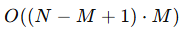 O((N − M + 1) · M)